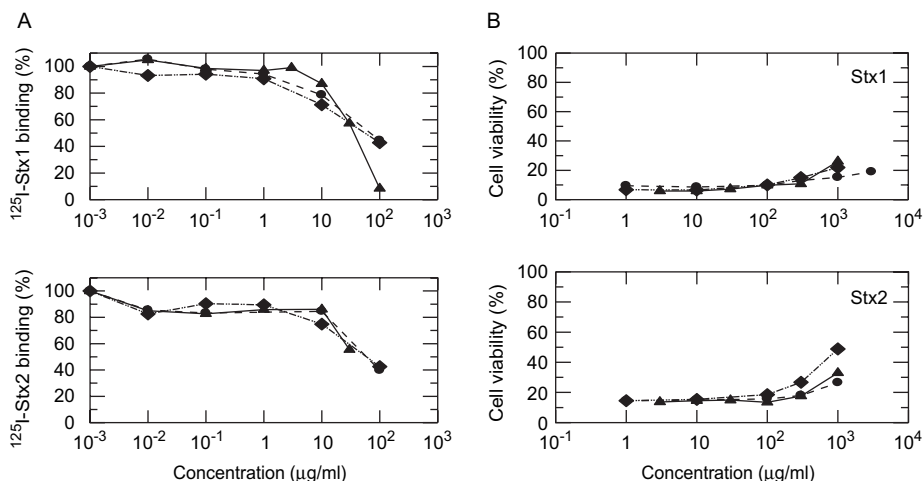 A
¹²⁵I-Stx1 binding (%)
100
80
60
40
20
0
10⁻³ 10⁻² 10⁻¹ 1 10 10² 10³
¹²⁵I-Stx2 binding (%)
100
80
60
40
20
0
10⁻³ 10⁻² 10⁻¹ 1 10 10² 10³
Concentration (μg/ml)
B
Cell viability (%)
100
80
60
40
20
0
Stx1
10⁻¹ 1 10 10² 10³ 10⁴
Cell viability (%)
100
80
60
40
20
0
Stx2
10⁻¹ 1 10 10² 10³ 10⁴
Concentration (μg/ml)